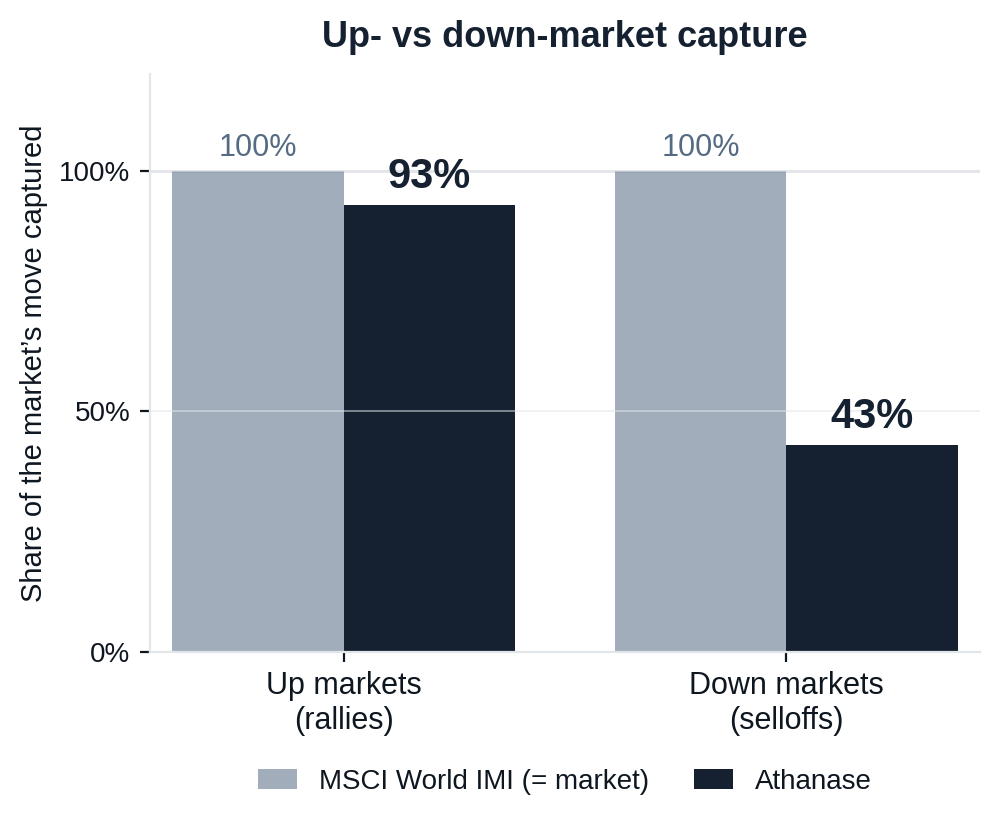 Up- vs down-market capture
Share of the market’s move captured
100%
50%
0%
100%
93%
100%
43%
Up markets
(rallies)
Down markets
(selloffs)
MSCI World IMI (= market)
Athanase